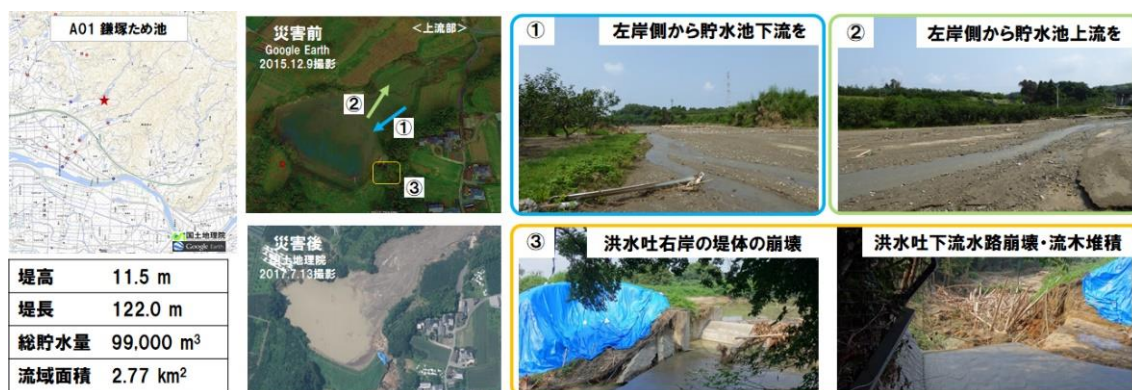 A01 鎌塚ため池
国土地理院
Google Earth
堤高 11.5 m
堤長 122.0 m
総貯水量 99,000 m³
流域面積 2.77 km²
災害前
Google Earth
2015.12.9撮影
<上流部>
②
①
③
災害後
国土地理院
2017.7.13撮影
① 左岸側から貯水池下流を
② 左岸側から貯水池上流を
③ 洪水吐右岸の堤体の崩壊
洪水吐下流水路崩壊・流木堆積